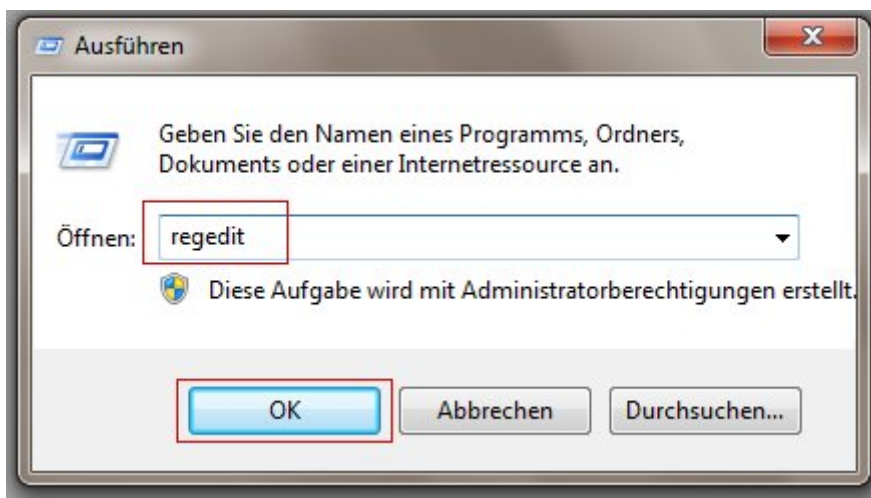 Ausführen
Geben Sie den Namen eines Programms, Ordners,
Dokuments oder einer Internetressource an.
Öffnen: regedit
Diese Aufgabe wird mit Administratorberechtigungen erstellt.
OK Abbrechen Durchsuchen...